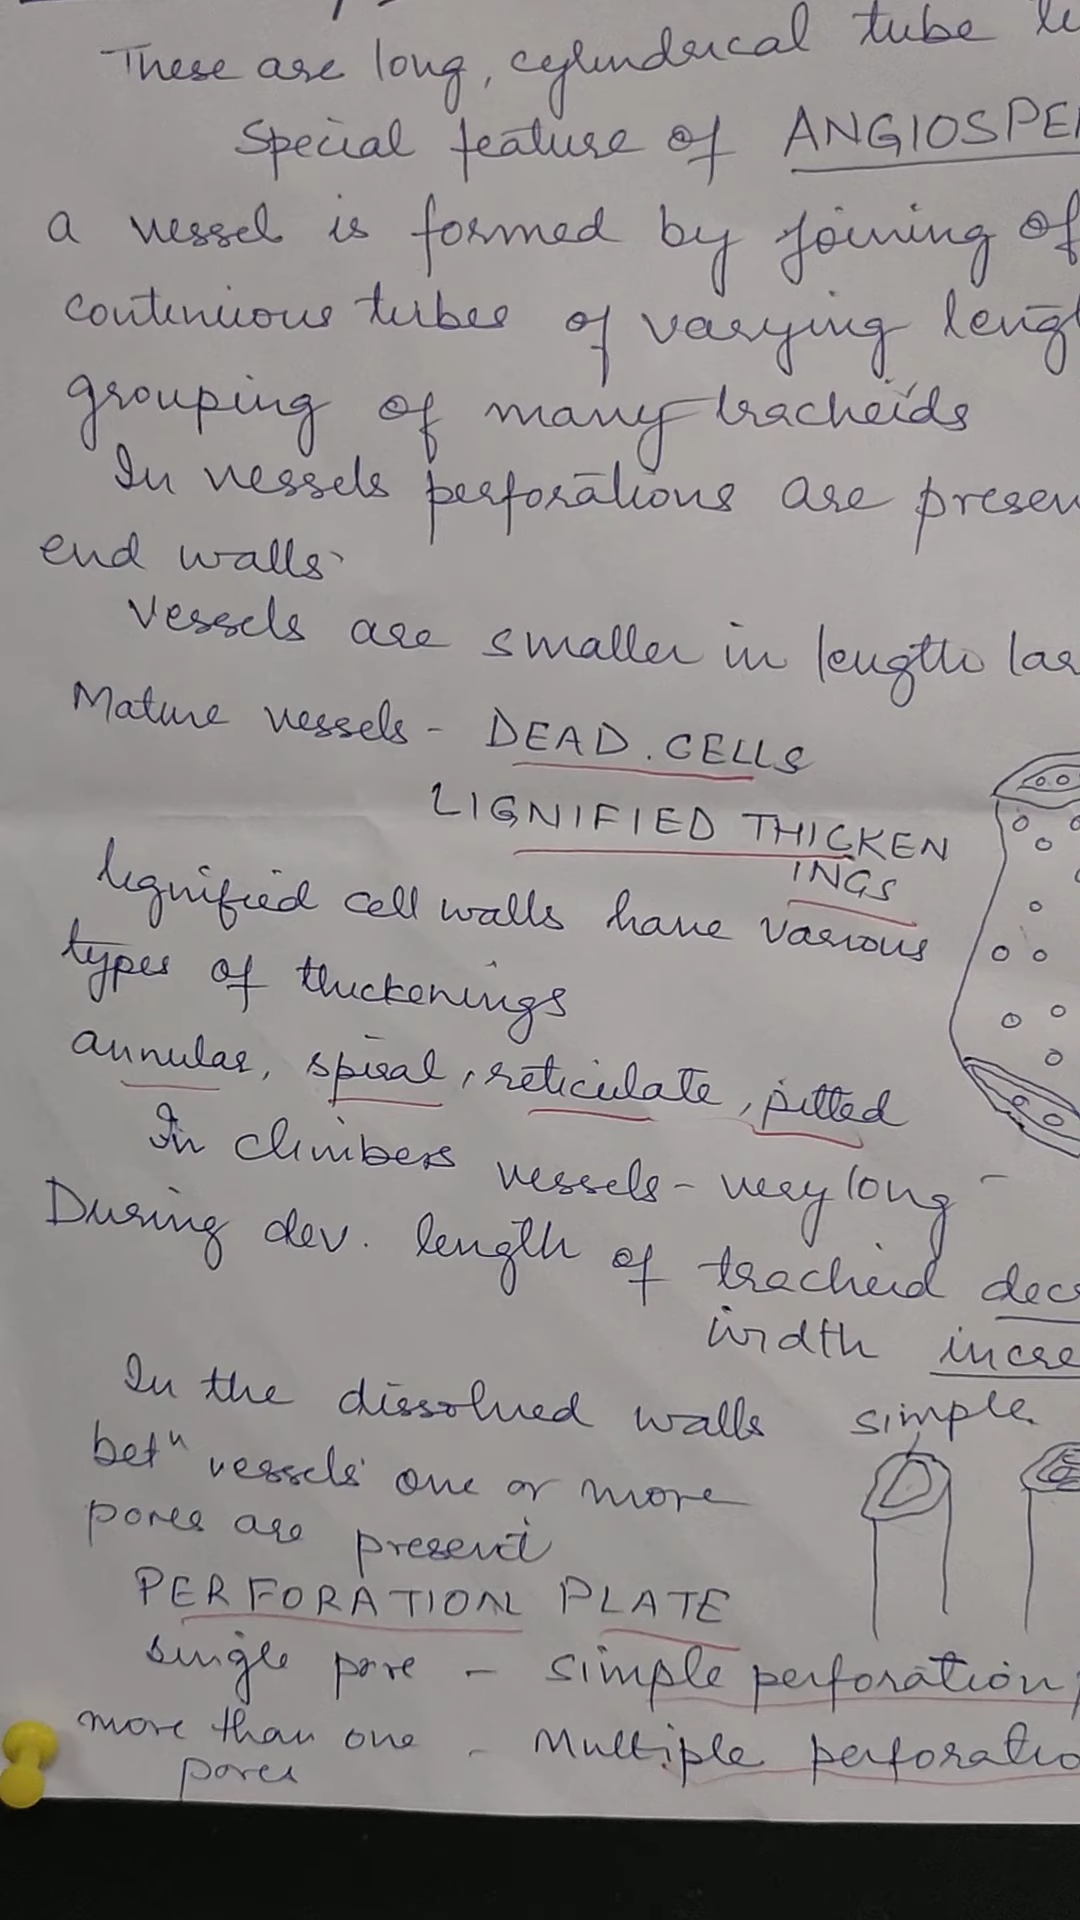 These are long, cylindrical tube
Special feature of ANGIOSPE
a vessel is formed by joining of
continuous tubes of varying leng
grouping of many tracheids
In vessels perforations are presen
end walls
Vessels are smaller in length
Mature vessels - DEAD CELLS
LIGNIFIED THICKEN
INGS
lignified cell walls have various
types of thickenings
annular, spiral, reticulate, pitted
In climbers vessels - very long -
During dev. length of tracheid dec
width incre
In the dissolved walls simple
betⁿ vessels one or more
pores are present
PERFORATION PLATE
single pore - simple perforation
more than one - Multiple perforatio
pores